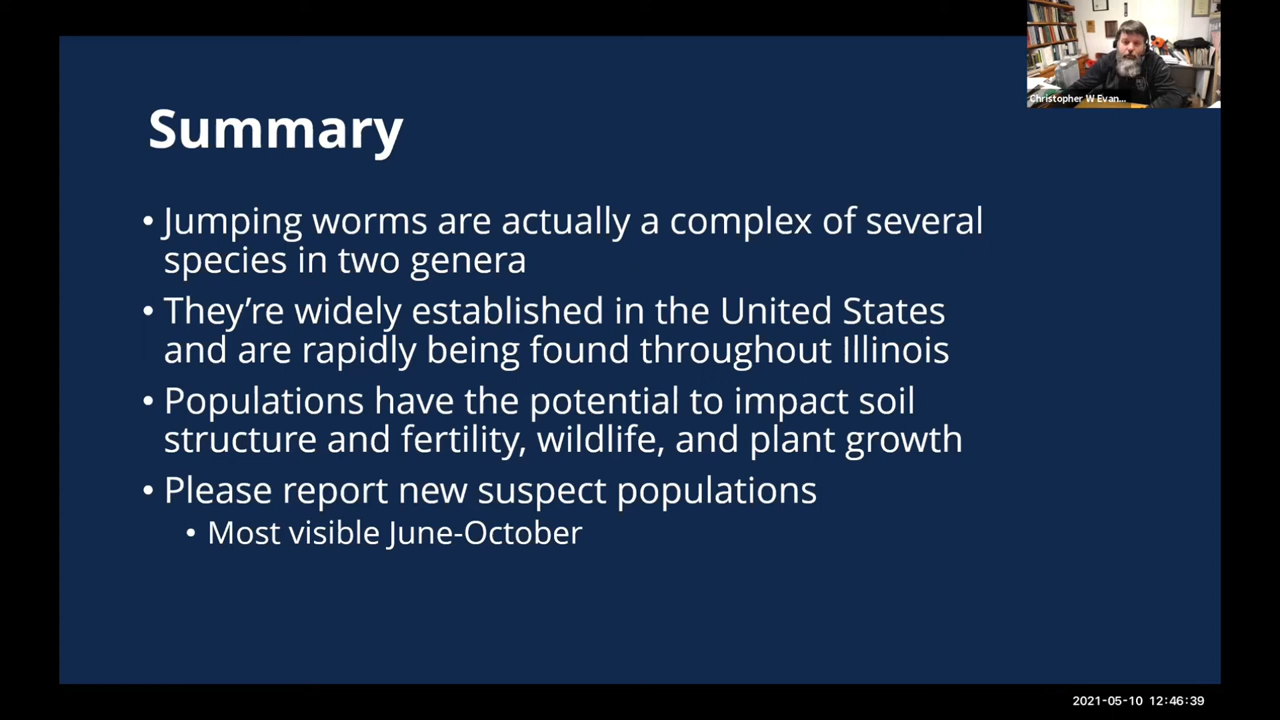 Christopher W Evan...
Summary
• Jumping worms are actually a complex of several
species in two genera
• They’re widely established in the United States
and are rapidly being found throughout Illinois
• Populations have the potential to impact soil
structure and fertility, wildlife, and plant growth
• Please report new suspect populations
• Most visible June-October
2021-05-10 12:46:39